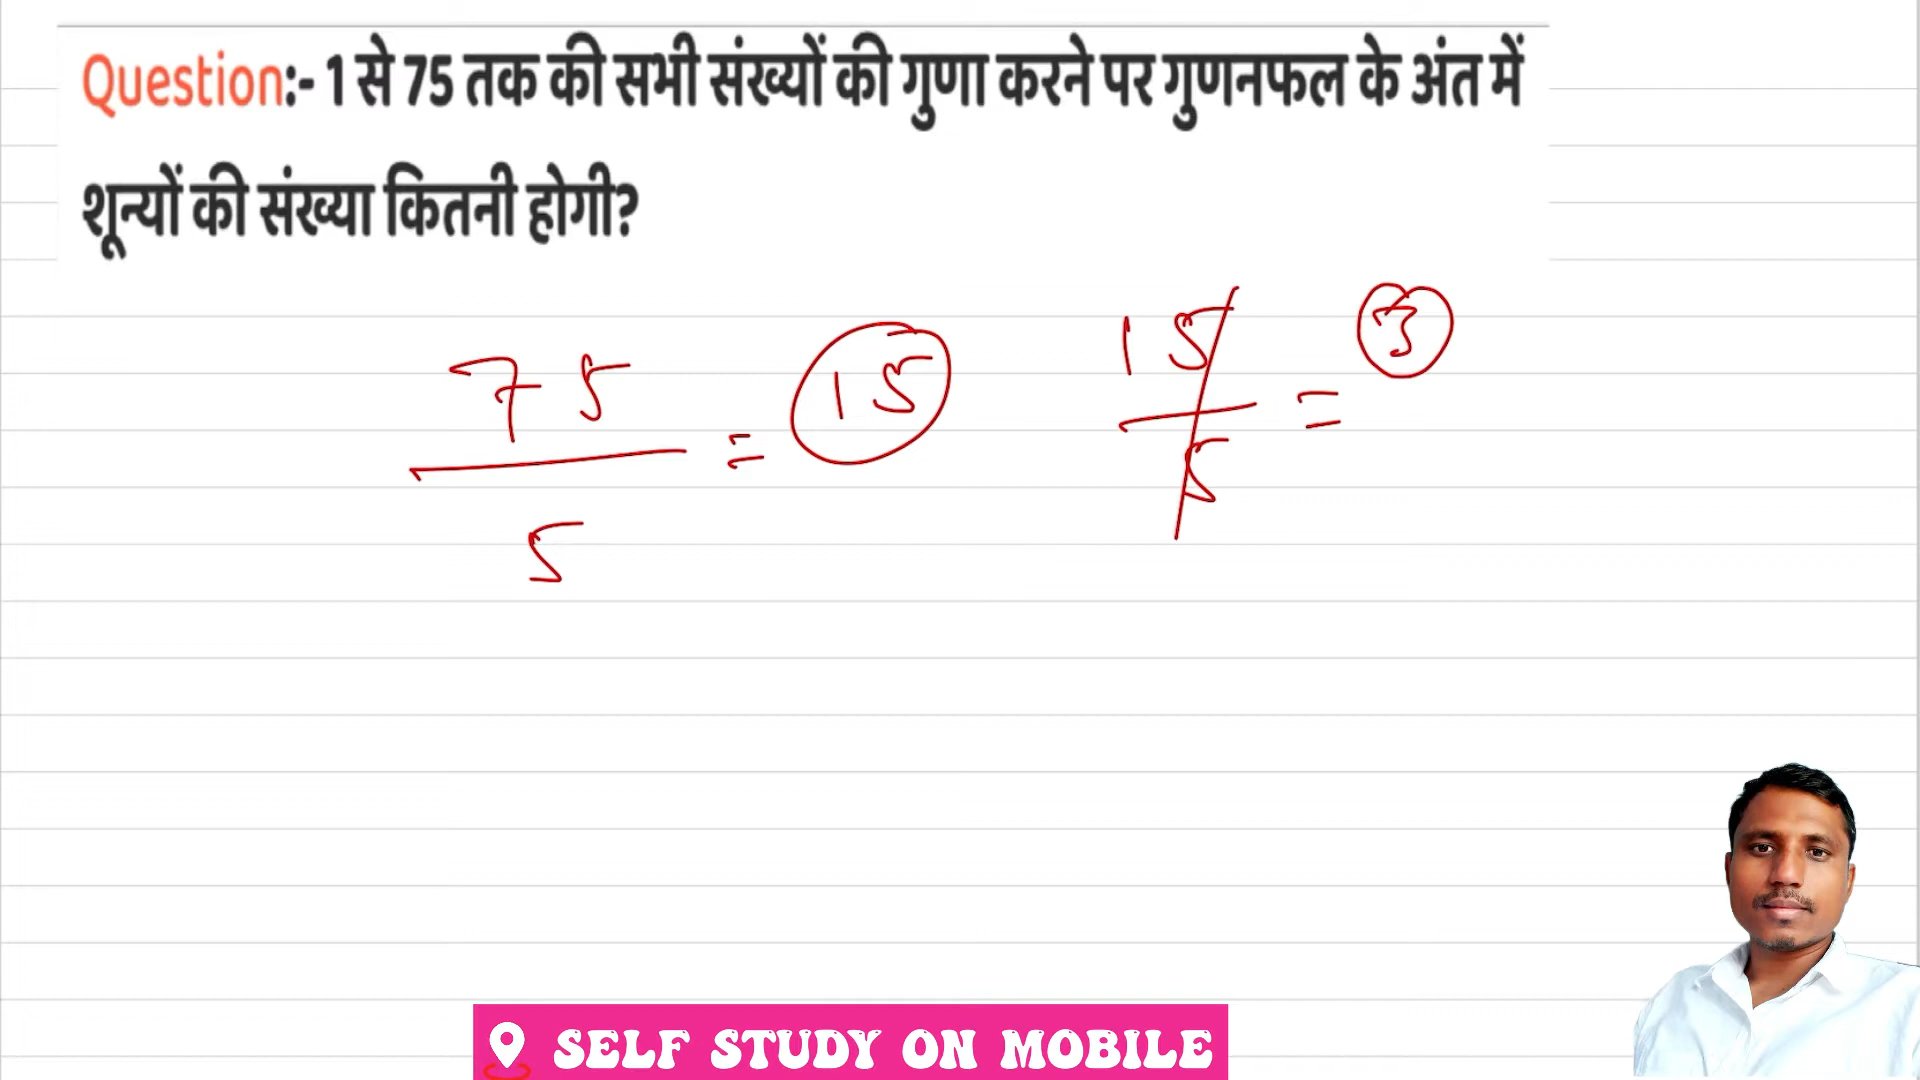 Question:- 1 से 75 तक की सभी संख्यों की गुणा करने पर गुणनफल के अंत में
शून्यों की संख्या कितनी होगी?
75/5 = 15
15/5 = 3
SELF STUDY ON MOBILE